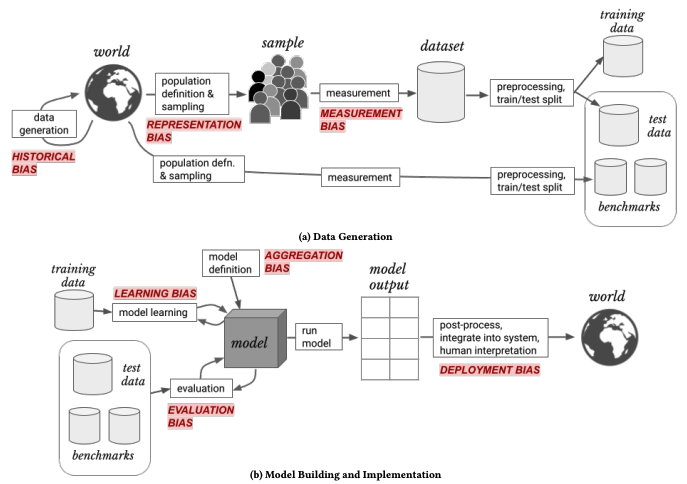 training
data
sample
world
dataset
population
definition &
sampling
measurement
preprocessing,
train/test split
data
generation
REPRESENTATION
BIAS
MEASUREMENT
BIAS
test
data
HISTORICAL
BIAS
population defn.
& sampling
measurement
preprocessing,
train/test split
benchmarks
(a) Data Generation
model
definition
AGGREGATION
BIAS
training
data
model
output
LEARNING BIAS
model learning
world
model
run
model
post-process,
integrate into system,
human interpretation
DEPLOYMENT BIAS
test
data
evaluation
EVALUATION
BIAS
benchmarks
(b) Model Building and Implementation